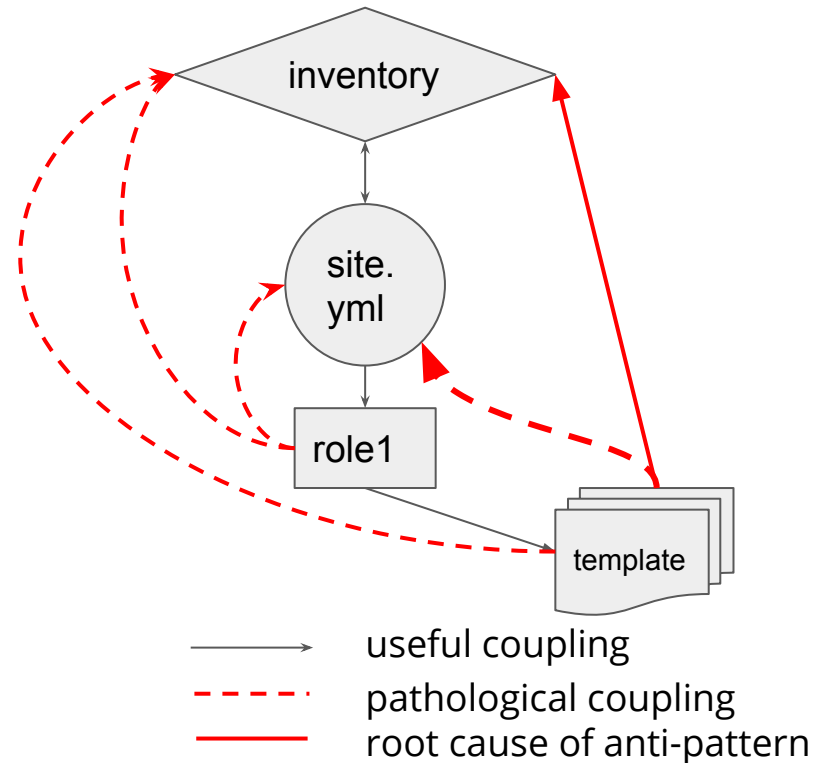 inventory
site.
yml
role1
template
useful coupling
pathological coupling
root cause of anti-pattern